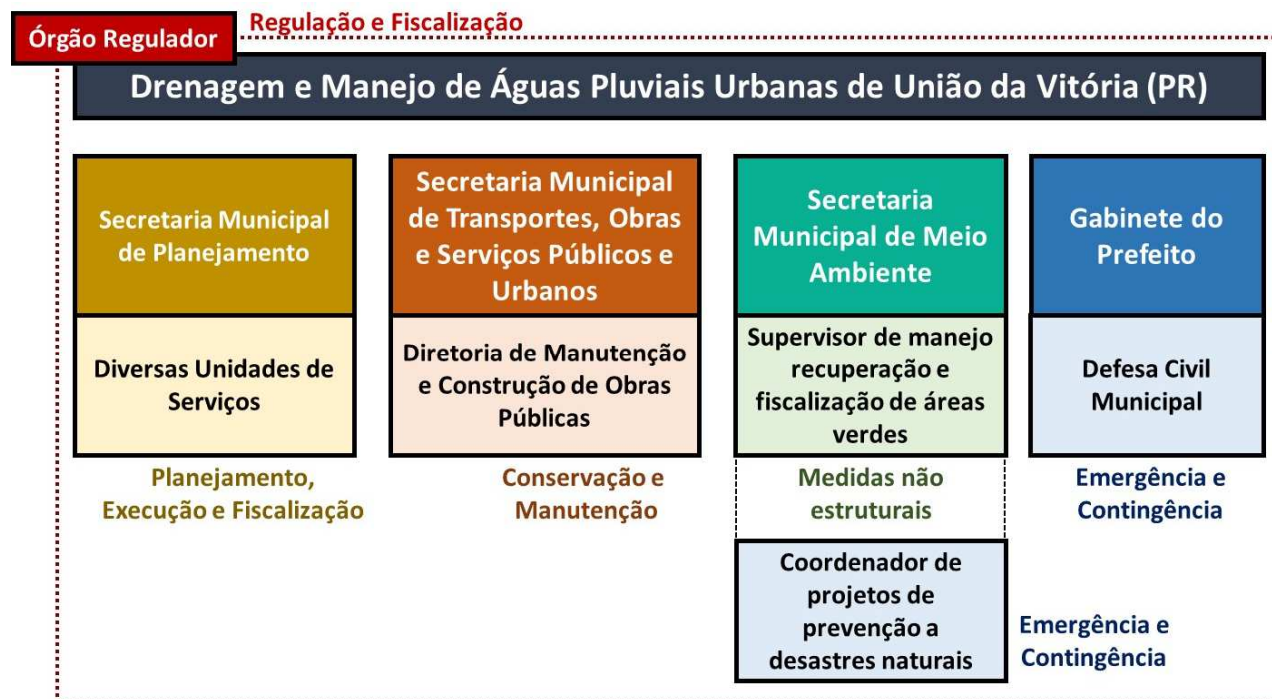 Órgão Regulador
Regulação e Fiscalização
Drenagem e Manejo de Águas Pluviais Urbanas de União da Vitória (PR)
Secretaria Municipal
de Planejamento
Diversas Unidades de
Serviços
Planejamento,
Execução e Fiscalização
Secretaria Municipal
de Transportes, Obras
e Serviços Públicos e
Urbanos
Diretoria de Manutenção
e Construção de Obras
Públicas
Conservação e
Manutenção
Secretaria
Municipal de Meio
Ambiente
Supervisor de manejo
recuperação e
fiscalização de áreas
verdes
Medidas não
estruturais
Coordenador de
projetos de
prevenção a
desastres naturais
Emergência e
Contingência
Gabinete do
Prefeito
Defesa Civil
Municipal
Emergência e
Contingência